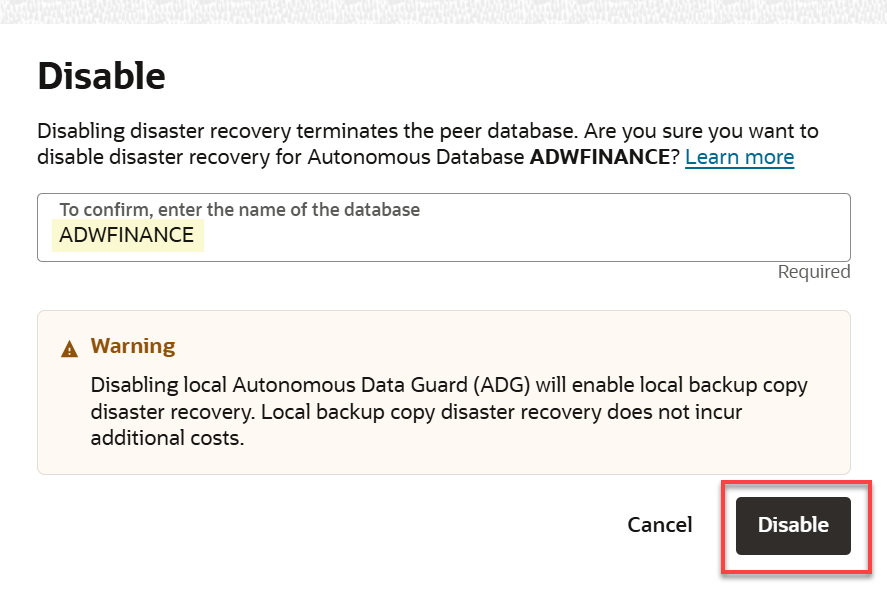 Disable
Disabling disaster recovery terminates the peer database. Are you sure you want to
disable disaster recovery for Autonomous Database ADWFINANCE? Learn more
To confirm, enter the name of the database
ADWFINANCE
Required
Warning
Disabling local Autonomous Data Guard (ADG) will enable local backup copy
disaster recovery. Local backup copy disaster recovery does not incur
additional costs.
Cancel Disable